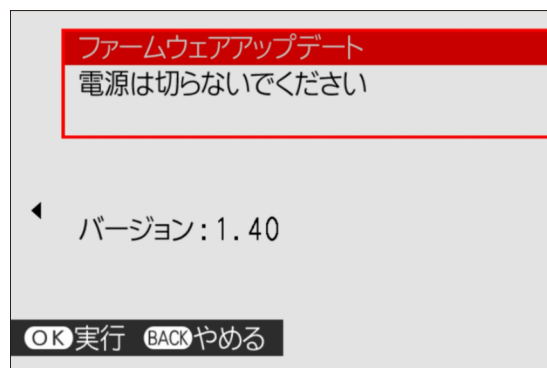 ファームウェアアップデート
電源は切らないでください
バージョン:1.40
OK実行 BACKやめる